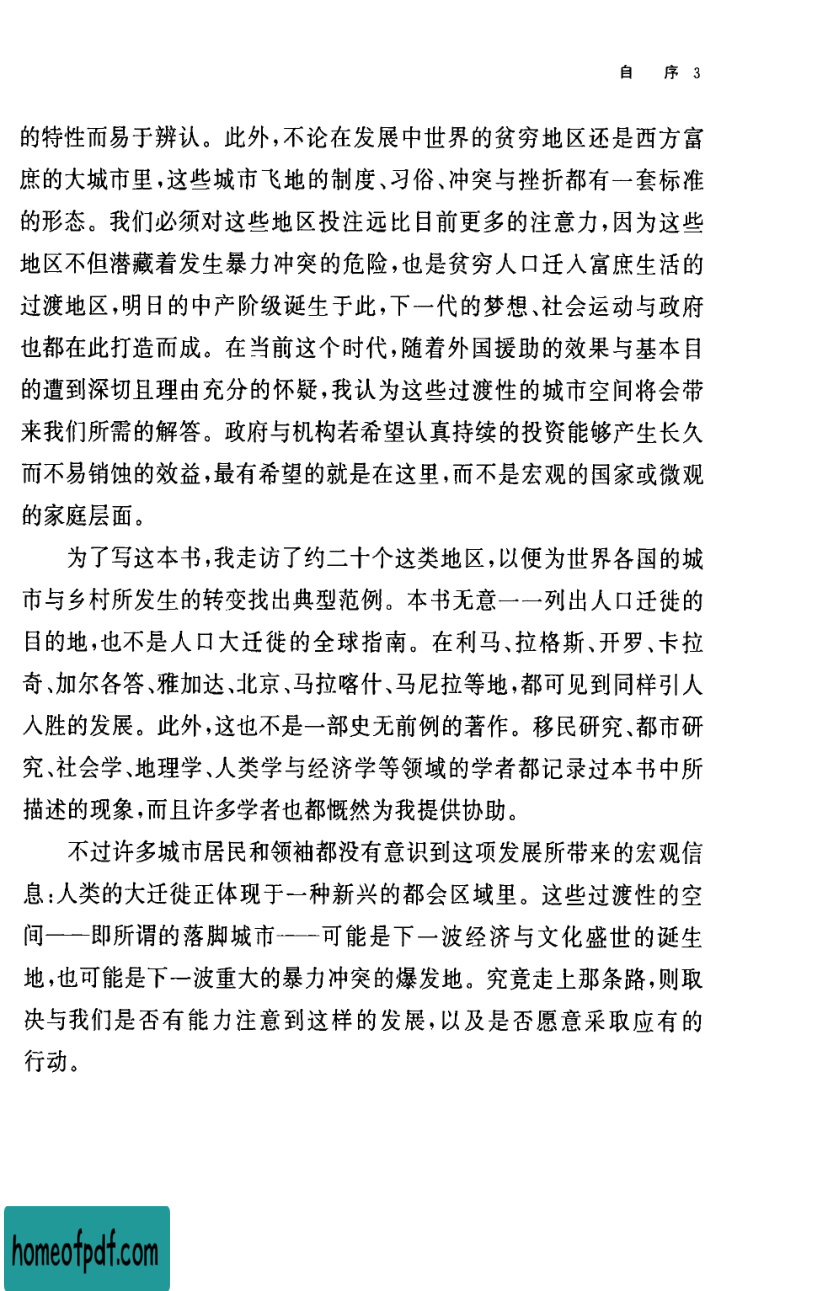 自 序 3
的特性而易于辨认。此外,不论在发展中世界的贫穷地区还是西方富
庶的大城市里,这些城市飞地的制度、习俗、冲突与挫折都有一套标准
的形态。我们必须对这些地区投注远比目前更多的注意力,因为这些
地区不但潜藏着发生暴力冲突的危险,也是贫穷人口迁入富庶生活的
过渡地区,明日的中产阶级诞生于此,下一代的梦想、社会运动与政府
也都在此打造而成。在当前这个时代,随着外国援助的效果与基本目
的遭到深切且理由充分的怀疑,我认为这些过渡性的城市空间将会带
来我们所需的解答。政府与机构若希望认真持续的投资能够产生长久
而不易销蚀的效益,最有希望的就是在这里,而不是宏观的国家或微观
的家庭层面。
为了写这本书,我走访了约二十个这类地区,以便为世界各国的城
市与乡村所发生的转变找出典型范例。本书无意一一列出人口迁徙的
目的地,也不是人口大迁徙的全球指南。在利马、拉格斯、开罗、卡拉
奇、加尔各答、雅加达、北京、马拉喀什、马尼拉等地,都可见到同样引人
入胜的发展。此外,这也不是一部史无前例的著作。移民研究、都市研
究、社会学、地理学、人类学与经济学等领域的学者都记录过本书中所
描述的现象,而且许多学者也都慨然为我提供协助。
不过许多城市居民和领袖都没有意识到这项发展所带来的宏观信
息:人类的大迁徙正体现于一种新兴的都会区域里。这些过渡性的空
间——即所谓的落脚城市——可能是下一波经济与文化盛世的诞生
地,也可能是下一波重大的暴力冲突的爆发地。究竟走上那条路,则取
决与我们是否有能力注意到这样的发展,以及是否愿意采取应有的
行动。
homeofpdf.com